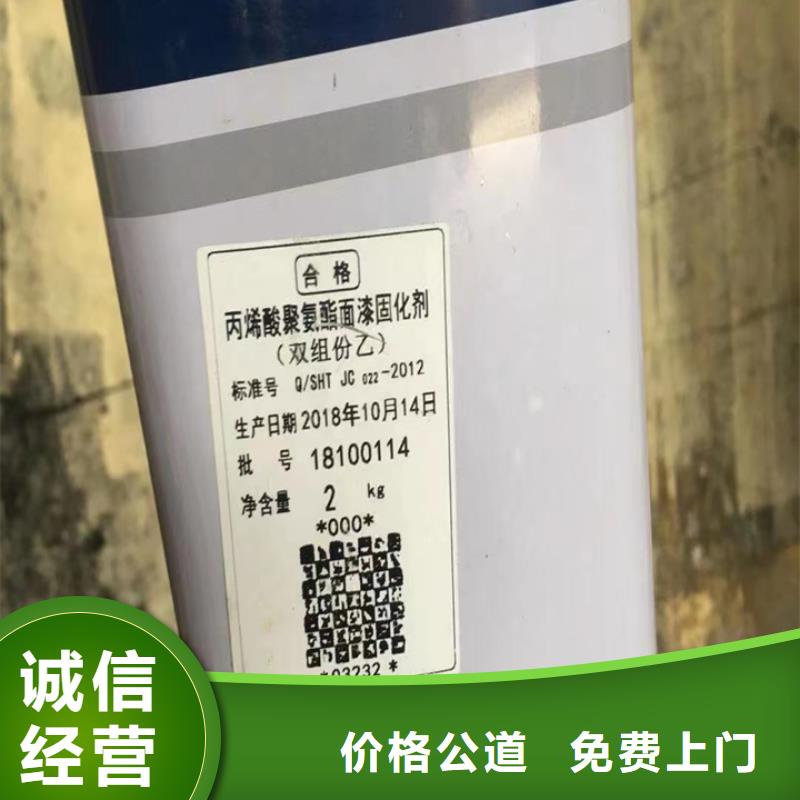 合格
丙烯酸聚氨酯面漆固化剂
（双组份乙）
标准号 Q/SHT JC 022-2012
生产日期2018年10月14日
批号 18100114
净含量 2 kg
*000*
*03232*
诚信
经营
价格公道 免费上门